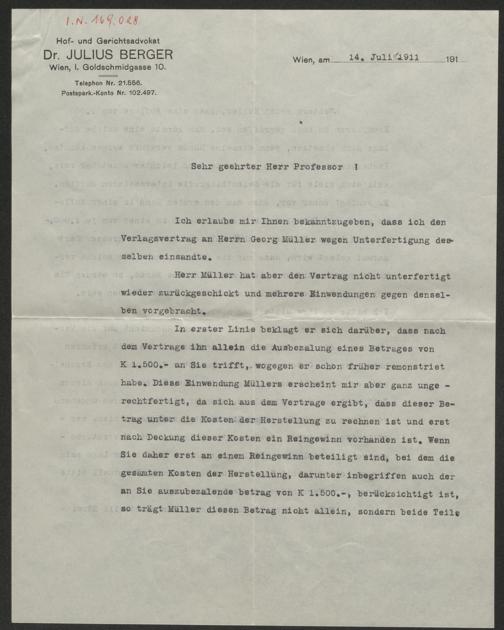 I.N. 169.028
Hof- und Gerichtsadvokat
Dr. JULIUS BERGER
Wien, I. Goldschmidgasse 10.
Telephon Nr. 21.566.
Postspark.-Konto Nr. 102.497.
Wien, am 14. Juli 1911 191
Sehr geehrter Herr Professor !
Ich erlaube mir Ihnen bekanntzugeben, dass ich den
Verlagsvertrag an Herrn Georg Müller wegen Unterfertigung des-
selben einsandte.
Herr Müller hat aber den Vertrag nicht unterfertigt
wieder zurückgeschickt und mehrere Einwendungen gegen densel-
ben vorgebracht.
In erster Linie beklagt er sich darüber, dass nach
dem Vertrage ihn allein die Ausbezalung eines Betrages von
K 1.500.- an Sie trifft, wogegen er schon früher remonstriet
habe. Diese Einwendung Müllers erscheint mir aber ganz unge -
rechtfertigt, da sich aus dem Vertrage ergibt, dass dieser Be-
trag unter die Kosten der Herstellung zu rechnen ist und erst
nach Deckung dieser Kosten ein Reingewinn vorhanden ist. Wenn
Sie daher erst an einem Reingewinn beteiligt sind, bei dem die
gesamten Kosten der Herstellung, darunter inbegriffen auch der
an Sie auszubezalende betrag von K 1.500.-, berücksichtigt ist,
so trägt Müller diesen Betrag nicht allein, sondern beide Teile